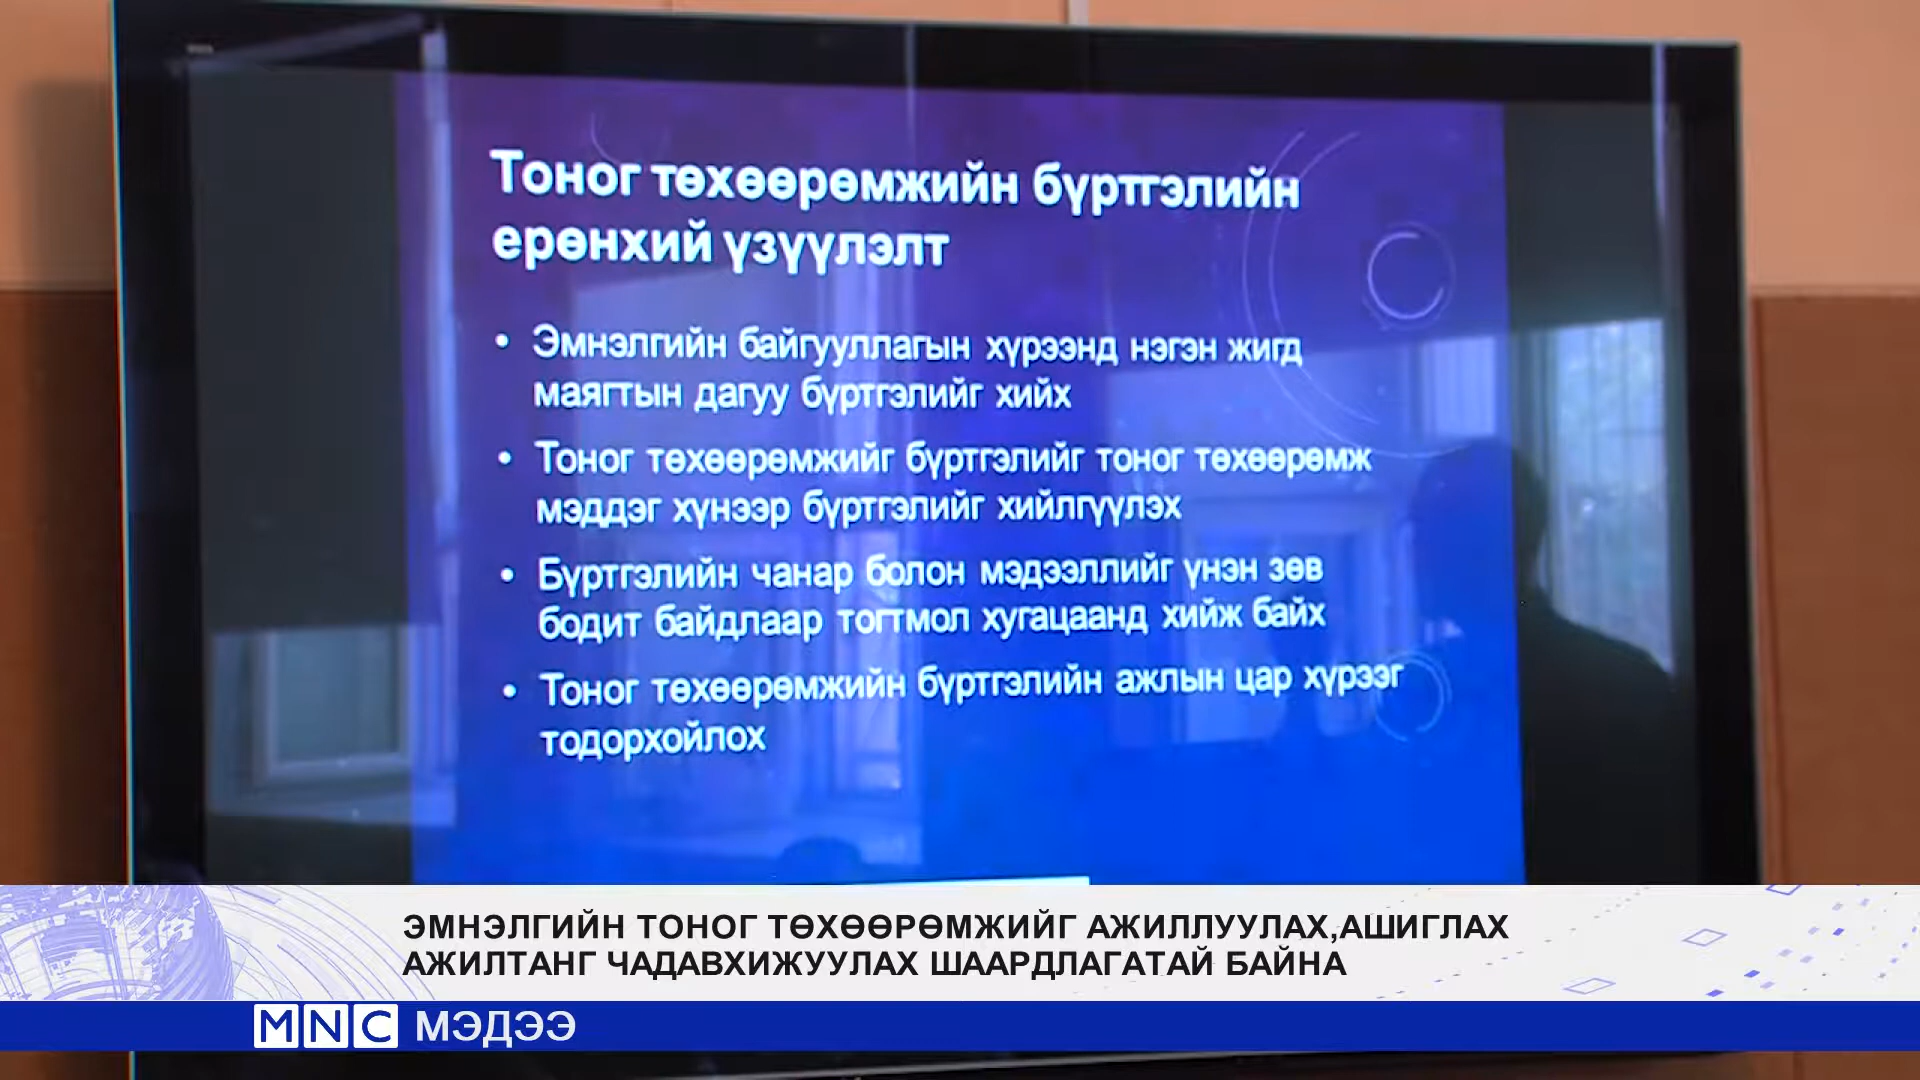 Тоног төхөөрөмжийн бүртгэлийн
ерөнхий үзүүлэлт
• Эмнэлгийн байгууллагын хүрээнд нэгэн жигд
маягтын дагуу бүртгэлийг хийх
• Тоног төхөөрөмжийг бүртгэлийг тоног төхөөрөмж
мэддэг хүнээр бүртгэлийг хийлгүүлэх
• Бүртгэлийн чанар болон мэдээллийг үнэн зөв
бодит байдлаар тогтмол хугацаанд хийж байх
• Тоног төхөөрөмжийн бүртгэлийн ажлын цар хүрээг
тодорхойлох
ЭМНЭЛГИЙН ТОНОГ ТӨХӨӨРӨМЖИЙГ АЖИЛЛУУЛАХ,АШИГЛАХ
АЖИЛТАНГ ЧАДАВХИЖУУЛАХ ШААРДЛАГАТАЙ БАЙНА
MNC МЭДЭЭ